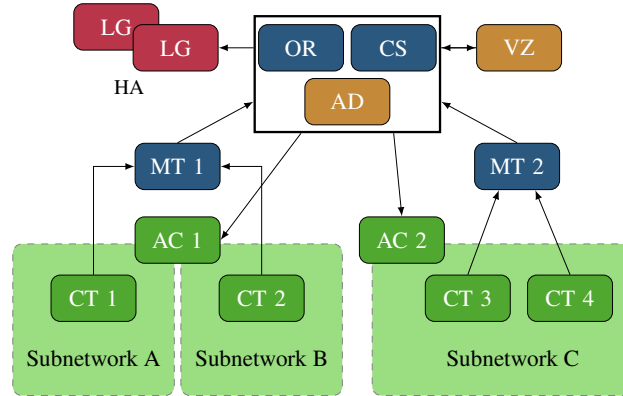 LG
LG
HA
OR
CS
VZ
AD
MT 1
MT 2
AC 1
AC 2
CT 1
CT 2
CT 3
CT 4
Subnetwork A
Subnetwork B
Subnetwork C